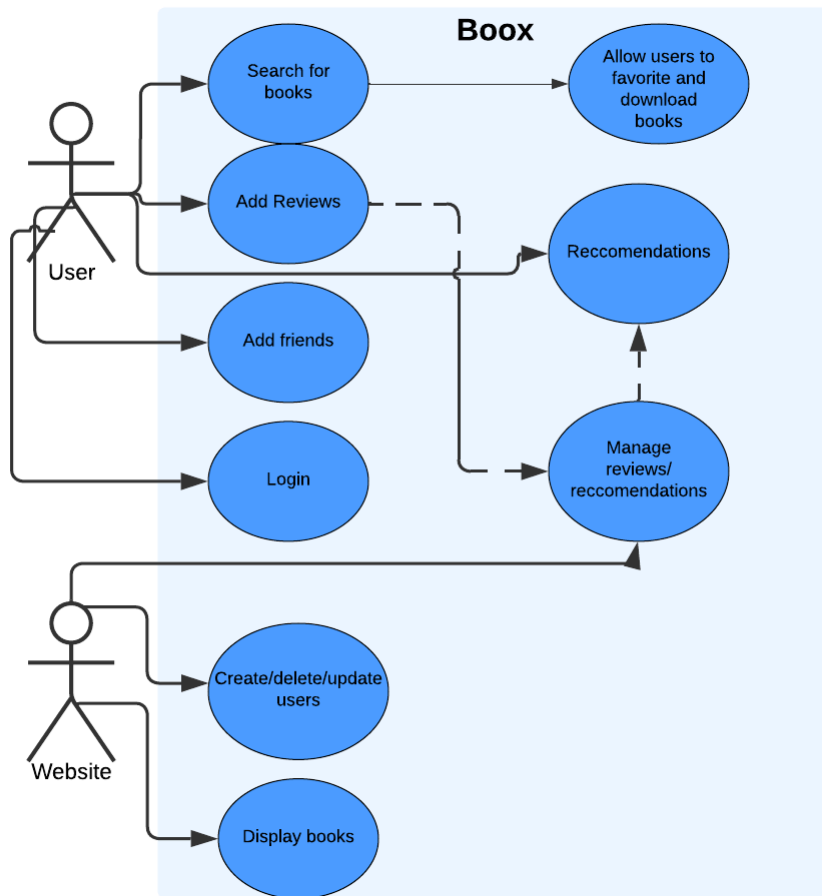 Boox
Search for
books
Allow users to
favorite and
download
books
Add Reviews
Reccomendations
User
Add friends
Manage
reviews/
reccomendations
Login
Create/delete/update
users
Website
Display books